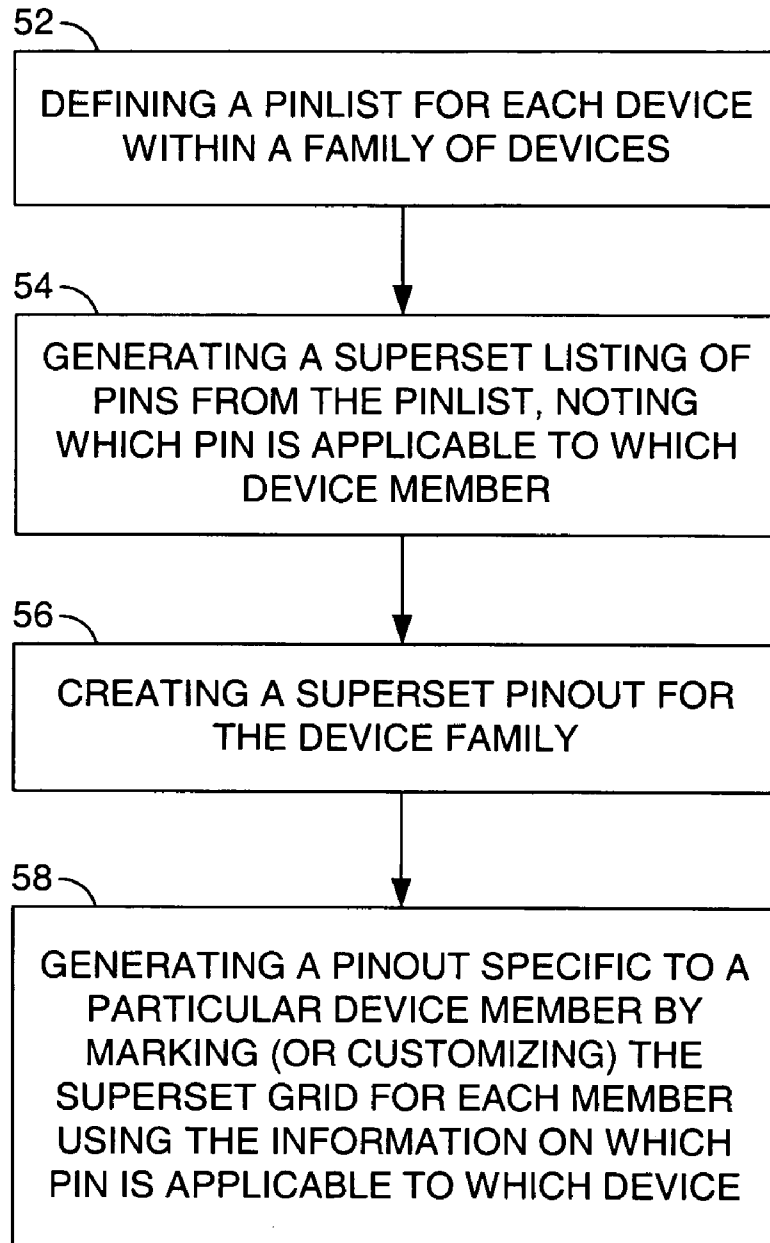 52
DEFINING A PINLIST FOR EACH DEVICE
WITHIN A FAMILY OF DEVICES
54
GENERATING A SUPERSET LISTING OF
PINS FROM THE PINLIST, NOTING
WHICH PIN IS APPLICABLE TO WHICH
DEVICE MEMBER
56
CREATING A SUPERSET PINOUT FOR
THE DEVICE FAMILY
58
GENERATING A PINOUT SPECIFIC TO A
PARTICULAR DEVICE MEMBER BY
MARKING (OR CUSTOMIZING) THE
SUPERSET GRID FOR EACH MEMBER
USING THE INFORMATION ON WHICH
PIN IS APPLICABLE TO WHICH DEVICE